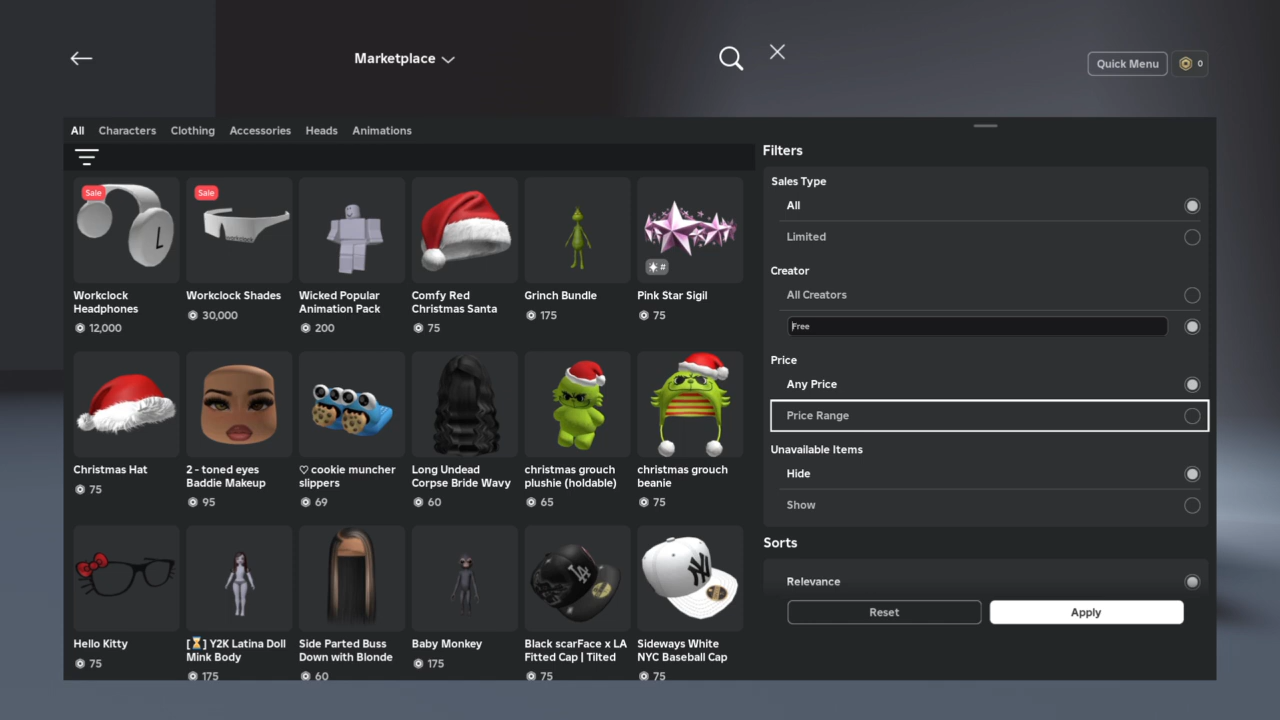 Marketplace
Quick Menu
0
All Characters Clothing Accessories Heads Animations
Sale
L
Workclock
Headphones
12,000
Sale
workclock
Workclock Shades
30,000
Wicked Popular
Animation Pack
200
Comfy Red
Christmas Santa
75
Grinch Bundle
175
#
Pink Star Sigil
75
Christmas Hat
75
2 - toned eyes
Baddie Makeup
95
♡ cookie muncher
slippers
69
Long Undead
Corpse Bride Wavy
60
christmas grouch
plushie (holdable)
65
christmas grouch
beanie
75
Hello Kitty
75
[⏳] Y2K Latina Doll
Mink Body
175
Side Parted Buss
Down with Blonde
60
Baby Monkey
175
LA
Black scarFace x LA
Fitted Cap | Tilted
75
NY
Sideways White
NYC Baseball Cap
75
Filters
Sales Type
All
Limited
Creator
All Creators
Free
Price
Any Price
Price Range
Unavailable Items
Hide
Show
Sorts
Relevance
Reset
Apply